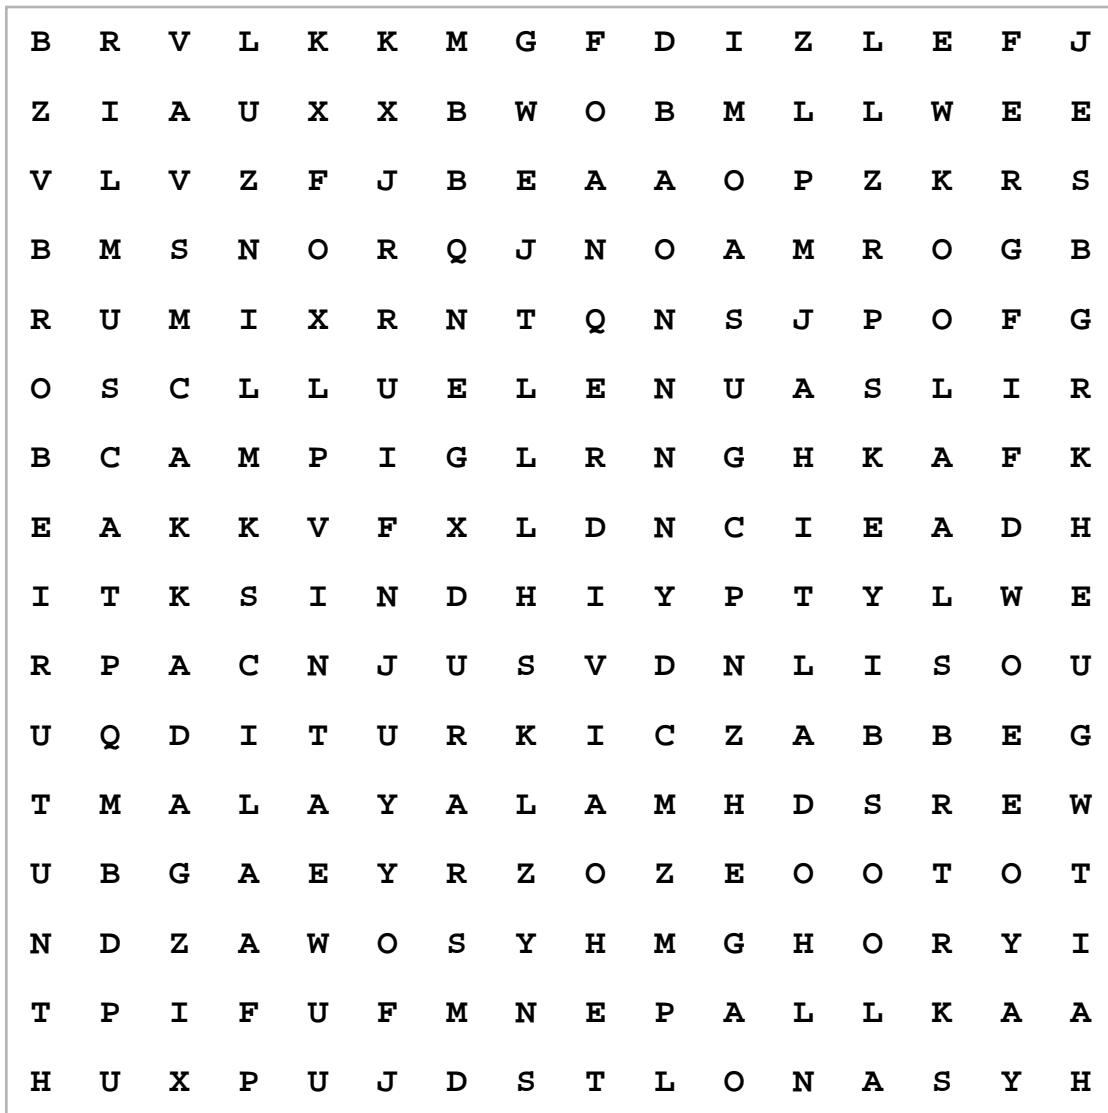 B R V L K K M G F D I Z L E F J
Z I A U X X B W O B M L L W E E
V L V Z F J B E A A O P Z K R S
B M S N O R Q J N O A M R O G B
R U M I X R N T Q N S J P O F G
O S C L L U E L E N U A S L I R
B C A M P I G L R N G H K A F K
E A K K V F X L D N C I E A D H
I T K S I N D H I Y P T Y L W E
R P A C N J U S V D N L I S O U
U Q D I T U R K I C Z A B B E G
T M A L A Y A L A M H D S R E W
U B G A E Y R Z O Z E O O T O T
N D Z A W O S Y H M G H O R Y I
T P I F U F M N E P A L L K A A
H U X P U J D S T L O N A S Y H